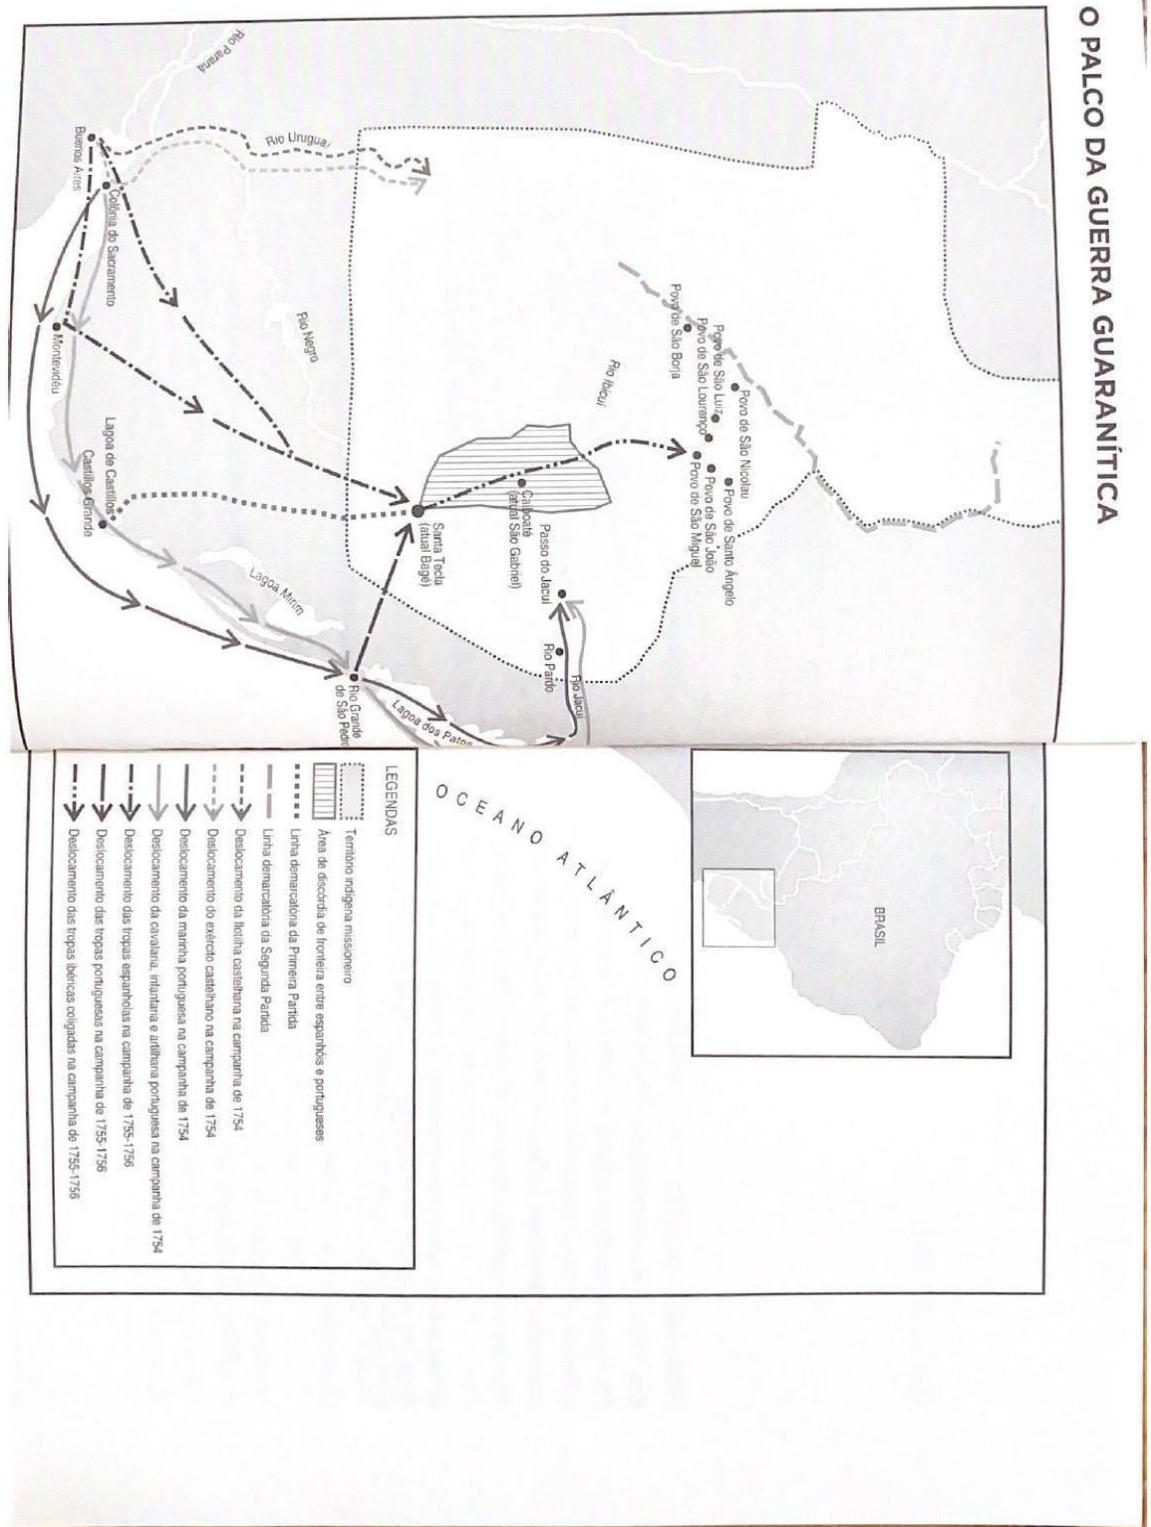 O PALCO DA GUERRA GUARANÍTICA
Rio Paraná
Rio Uruguai
Buenos Aires
Colônia do Sacramento
Montevidéu
Rio Negro
Lagoa de Castillos
Castillos Grande
Lagoa Mirim
Rio Ibicuí
Povo de São Borja
Povo de São Luiz
Povo de São Lourenço
Povo de São Nicolau
Povo de Santo Ângelo
Povo de São João
Povo de São Miguel
Caiboaté
(atual São Gabriel)
Santa Tecla
(atual Bagé)
Passo do Jacuí
Rio Pardo
Rio Jacuí
Rio Grande
de São Pedro
Lagoa dos Patos
OCEANO ATLÂNTICO
BRASIL
LEGENDAS
Território indígena missioneiro
Área de discórdia de fronteira entre espanhóis e portugueses
Linha demarcatória da Primeira Partida
Linha demarcatória da Segunda Partida
Deslocamento da flotilha castelhana na campanha de 1754
Deslocamento do exército castelhano na campanha de 1754
Deslocamento da marinha portuguesa na campanha de 1754
Deslocamento da cavalaria, infantaria e artilharia portuguesa na campanha de 1754
Deslocamento das tropas espanholas na campanha de 1755-1756
Deslocamento das tropas portuguesas na campanha de 1755-1756
Deslocamento das tropas ibéricas coligadas na campanha de 1755-1756